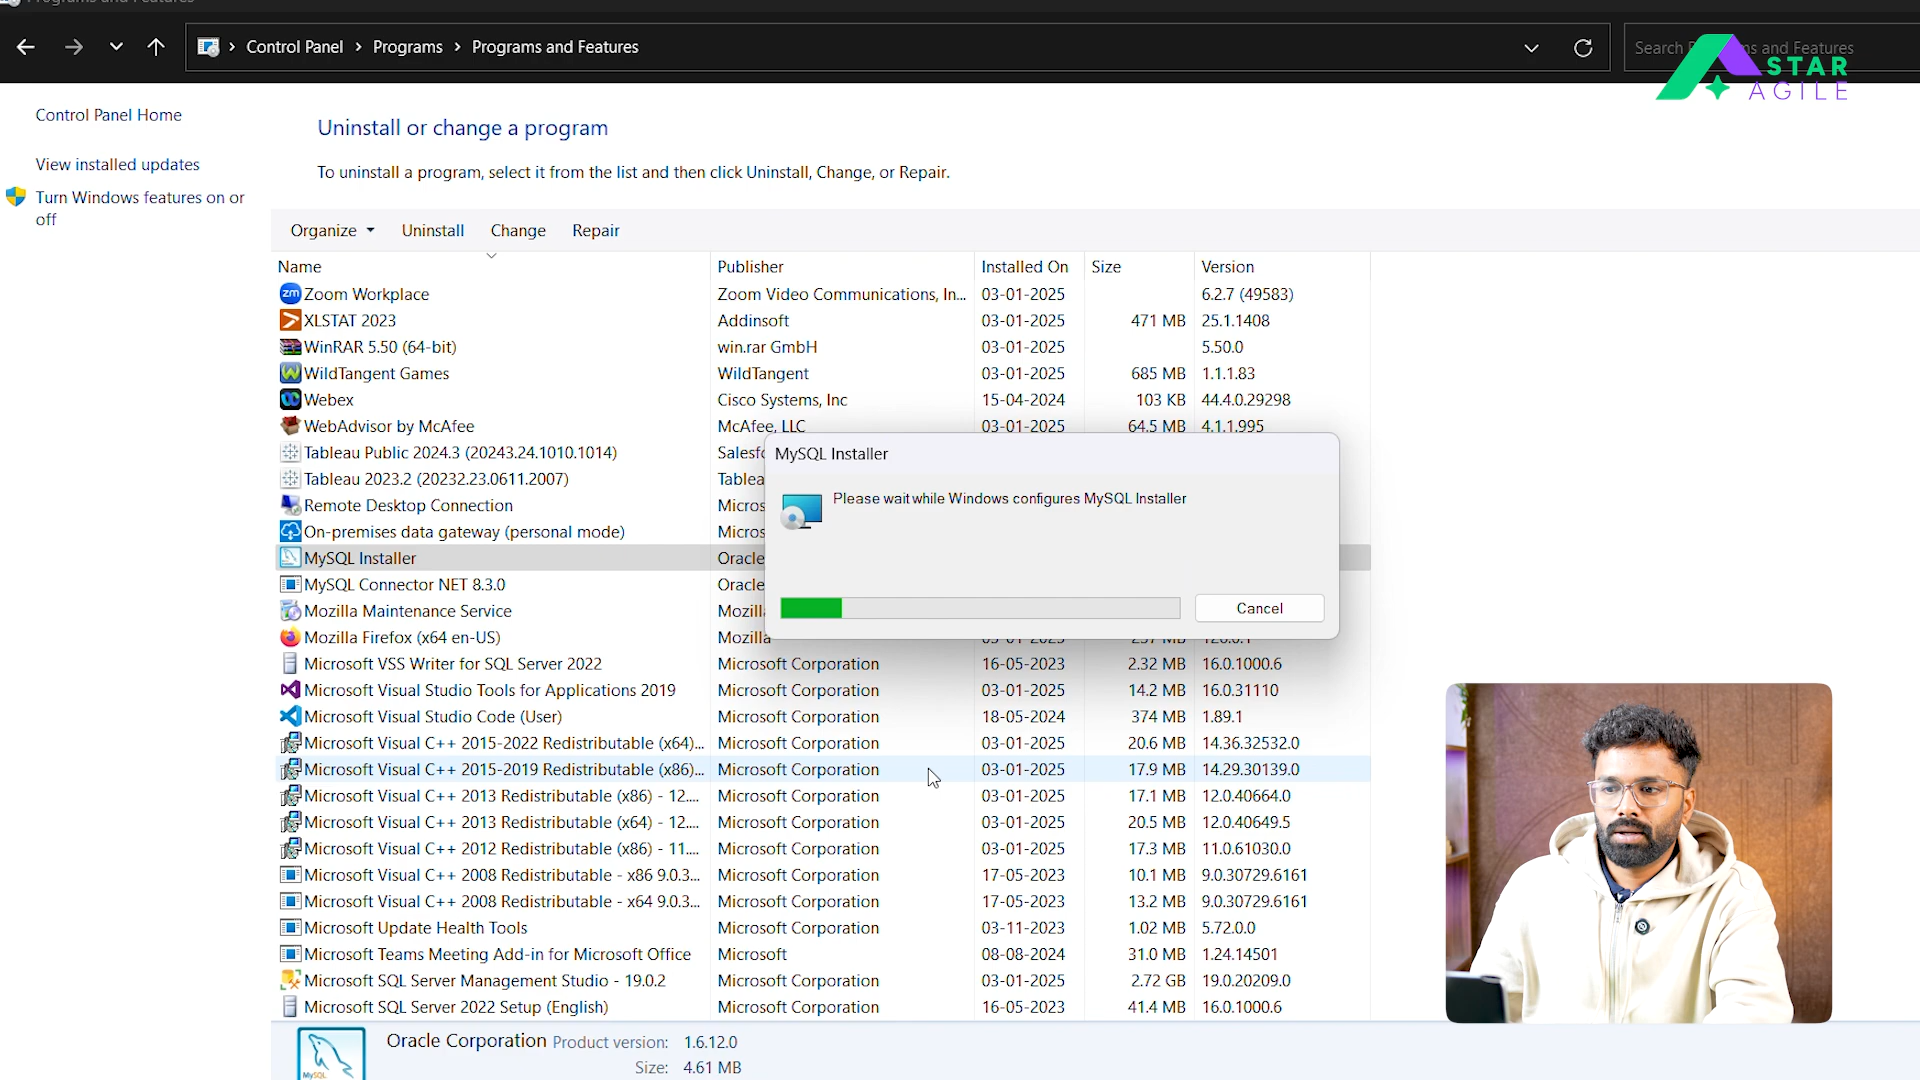 Programs and Features
Control Panel > Programs > Programs and Features
Search
ns and Features
STAR
AGILE
Control Panel Home
View installed updates
Turn Windows features on or
off
Uninstall or change a program
To uninstall a program, select it from the list and then click Uninstall, Change, or Repair.
Organize Uninstall Change Repair
Name Publisher Installed On Size Version
zm Zoom Workplace Zoom Video Communications, In... 03-01-2025 6.2.7 (49583)
XLSTAT 2023 Addinsoft 03-01-2025 471 MB 25.1.1408
WinRAR 5.50 (64-bit) win.rar GmbH 03-01-2025 5.50.0
WildTangent Games WildTangent 03-01-2025 685 MB 1.1.1.83
Webex Cisco Systems, Inc 15-04-2024 103 KB 44.4.0.29298
WebAdvisor by McAfee McAfee, LLC 03-01-2025 64.5 MB 4.1.1.995
Tableau Public 2024.3 (20243.24.1010.1014) Salesfo
Tableau 2023.2 (20232.23.0611.2007) Tablea
Remote Desktop Connection Micros
On-premises data gateway (personal mode) Micros
MySQL Installer Oracle
MySQL Connector NET 8.3.0 Oracle
Mozilla Maintenance Service Mozill
Mozilla Firefox (x64 en-US) Mozilla
MySQL Installer
Please wait while Windows configures MySQL Installer
Cancel
Microsoft VSS Writer for SQL Server 2022 Microsoft Corporation 16-05-2023 2.32 MB 16.0.1000.6
Microsoft Visual Studio Tools for Applications 2019 Microsoft Corporation 03-01-2025 14.2 MB 16.0.31110
Microsoft Visual Studio Code (User) Microsoft Corporation 18-05-2024 374 MB 1.89.1
Microsoft Visual C++ 2015-2022 Redistributable (x64)... Microsoft Corporation 03-01-2025 20.6 MB 14.36.32532.0
Microsoft Visual C++ 2015-2019 Redistributable (x86)... Microsoft Corporation 03-01-2025 17.9 MB 14.29.30139.0
Microsoft Visual C++ 2013 Redistributable (x86) - 12.... Microsoft Corporation 03-01-2025 17.1 MB 12.0.40664.0
Microsoft Visual C++ 2013 Redistributable (x64) - 12.... Microsoft Corporation 03-01-2025 20.5 MB 12.0.40649.5
Microsoft Visual C++ 2012 Redistributable (x86) - 11.... Microsoft Corporation 03-01-2025 17.3 MB 11.0.61030.0
Microsoft Visual C++ 2008 Redistributable - x86 9.0.3... Microsoft Corporation 17-05-2023 10.1 MB 9.0.30729.6161
Microsoft Visual C++ 2008 Redistributable - x64 9.0.3... Microsoft Corporation 17-05-2023 13.2 MB 9.0.30729.6161
Microsoft Update Health Tools Microsoft Corporation 03-11-2023 1.02 MB 5.72.0.0
Microsoft Teams Meeting Add-in for Microsoft Office Microsoft 08-08-2024 31.0 MB 1.24.14501
Microsoft SQL Server Management Studio - 19.0.2 Microsoft Corporation 03-01-2025 2.72 GB 19.0.20209.0
Microsoft SQL Server 2022 Setup (English) Microsoft Corporation 16-05-2023 41.4 MB 16.0.1000.6
MySQL
Oracle Corporation Product version: 1.6.12.0
Size: 4.61 MB